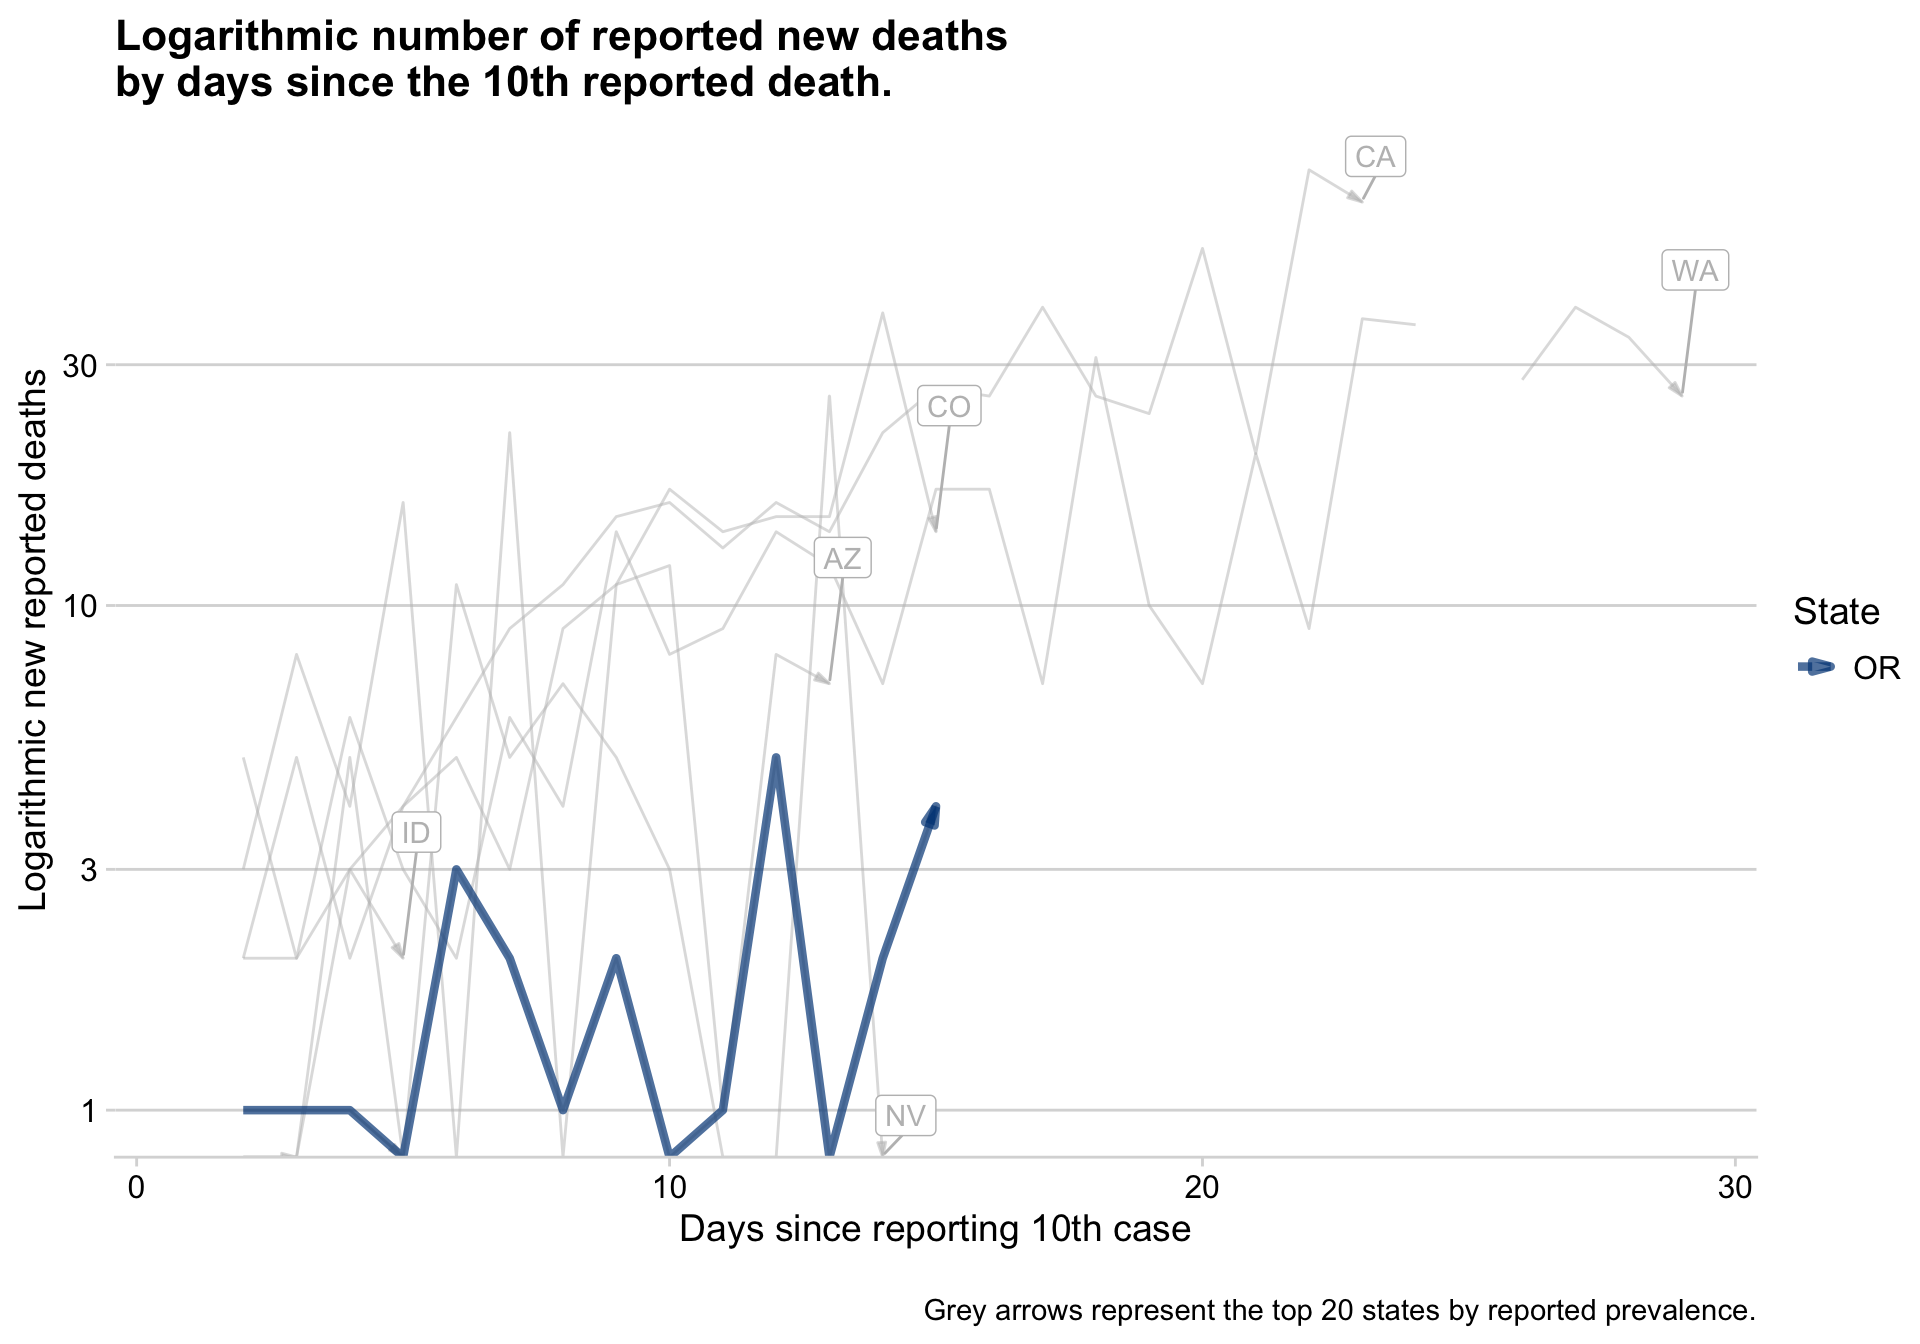 Logarithmic number of reported new deaths
by days since the 10th reported death.
CA
WA
30
CO
AZ
10
State
OR
ID
3
NV
1
Logarithmic new reported deaths
0 10 20 30
Days since reporting 10th case
Grey arrows represent the top 20 states by reported prevalence.